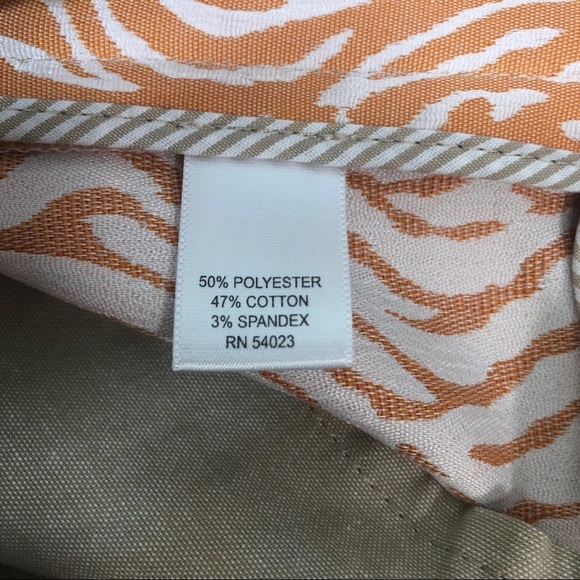 50% POLYESTER
47% COTTON
3% SPANDEX
RN 54023